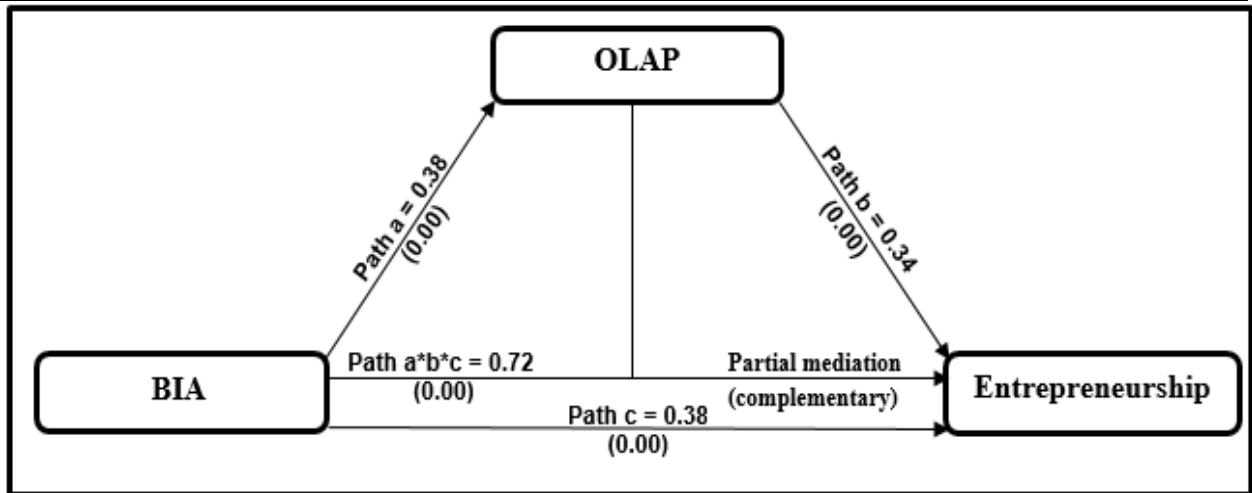 OLAP
Path a = 0.38
(0.00)
Path b = 0.34
(0.00)
BIA
Path a*b*c = 0.72
(0.00)
Partial mediation
(complementary)
Path c = 0.38
(0.00)
Entrepreneurship